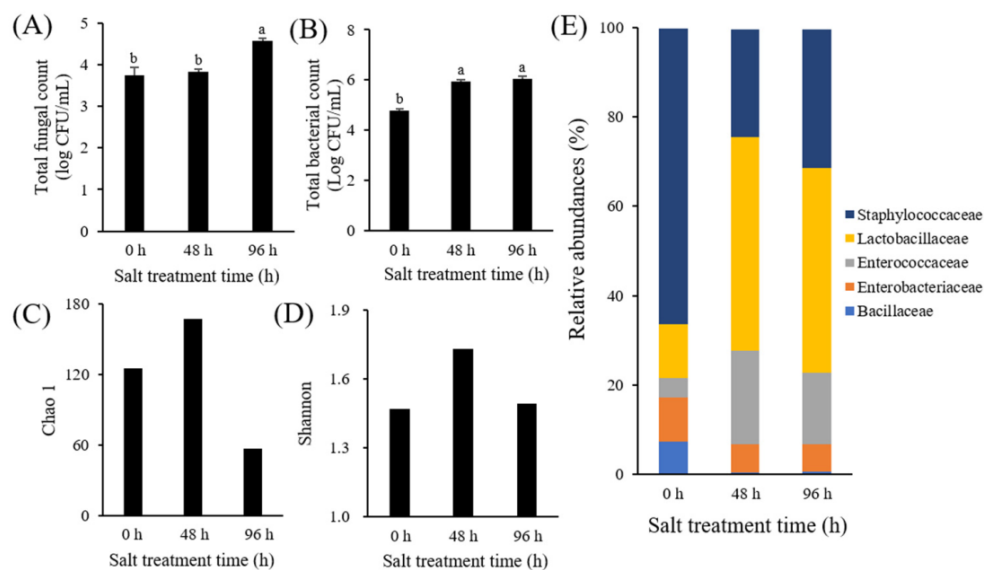 (A)
Total fungal count
(log CFU/mL)
5
4
3
2
1
0
b
b
a
0 h 48 h 96 h
Salt treatment time (h)
(B)
Total bacterial count
(Log CFU/mL)
8
6
4
2
0
b
a
a
0 h 48 h 96 h
Salt treatment time (h)
(C)
Chao 1
180
120
60
0
0 h 48 h 96 h
Salt treatment time (h)
(D)
Shannon
1.9
1.6
1.3
1.0
0 h 48 h 96 h
Salt treatment time (h)
(E)
Relative abundances (%)
100
80
60
40
20
0
0 h 48 h 96 h
Salt treatment time (h)
Staphylococcaceae
Lactobacillaceae
Enterococcaceae
Enterobacteriaceae
Bacillaceae